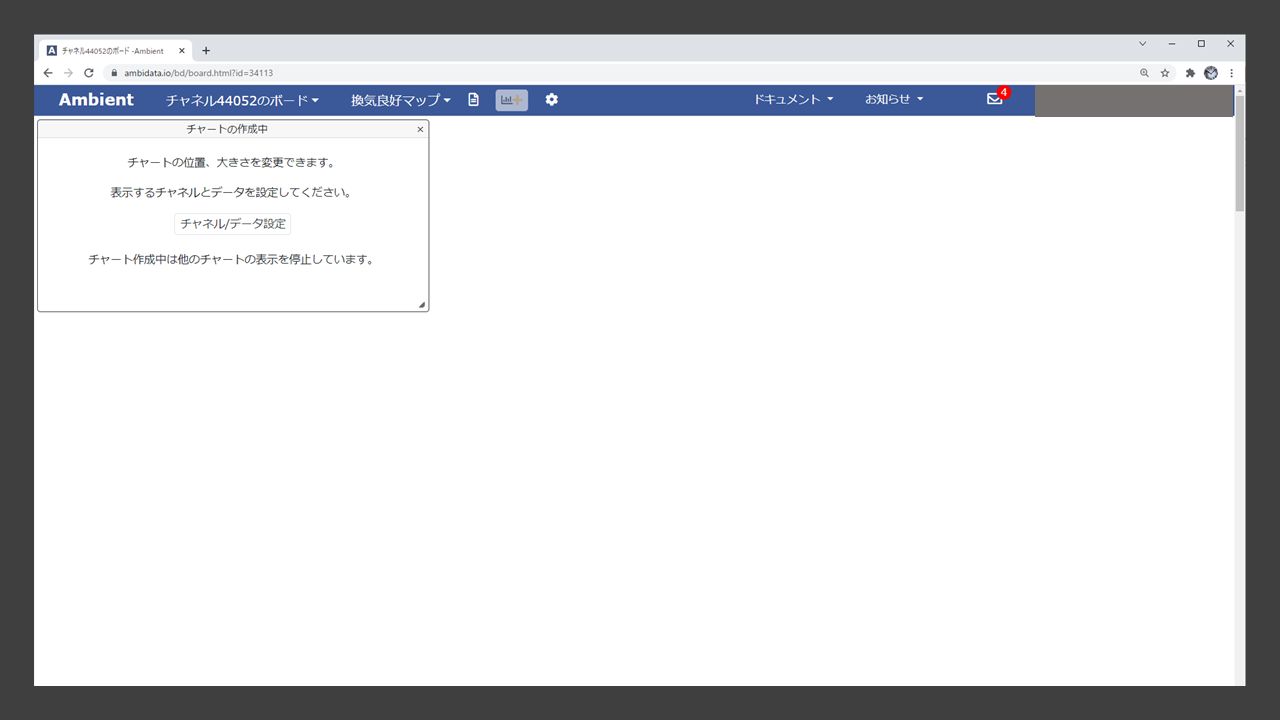 チャネル44052のボード -Ambient
ambidata.io/bd/board.html?id=34113
Ambient チャネル44052のボード 換気良好マップ ドキュメント お知らせ 4
チャートの作成中
チャートの位置、大きさを変更できます。
表示するチャネルとデータを設定してください。
チャネル/データ設定
チャート作成中は他のチャートの表示を停止しています。